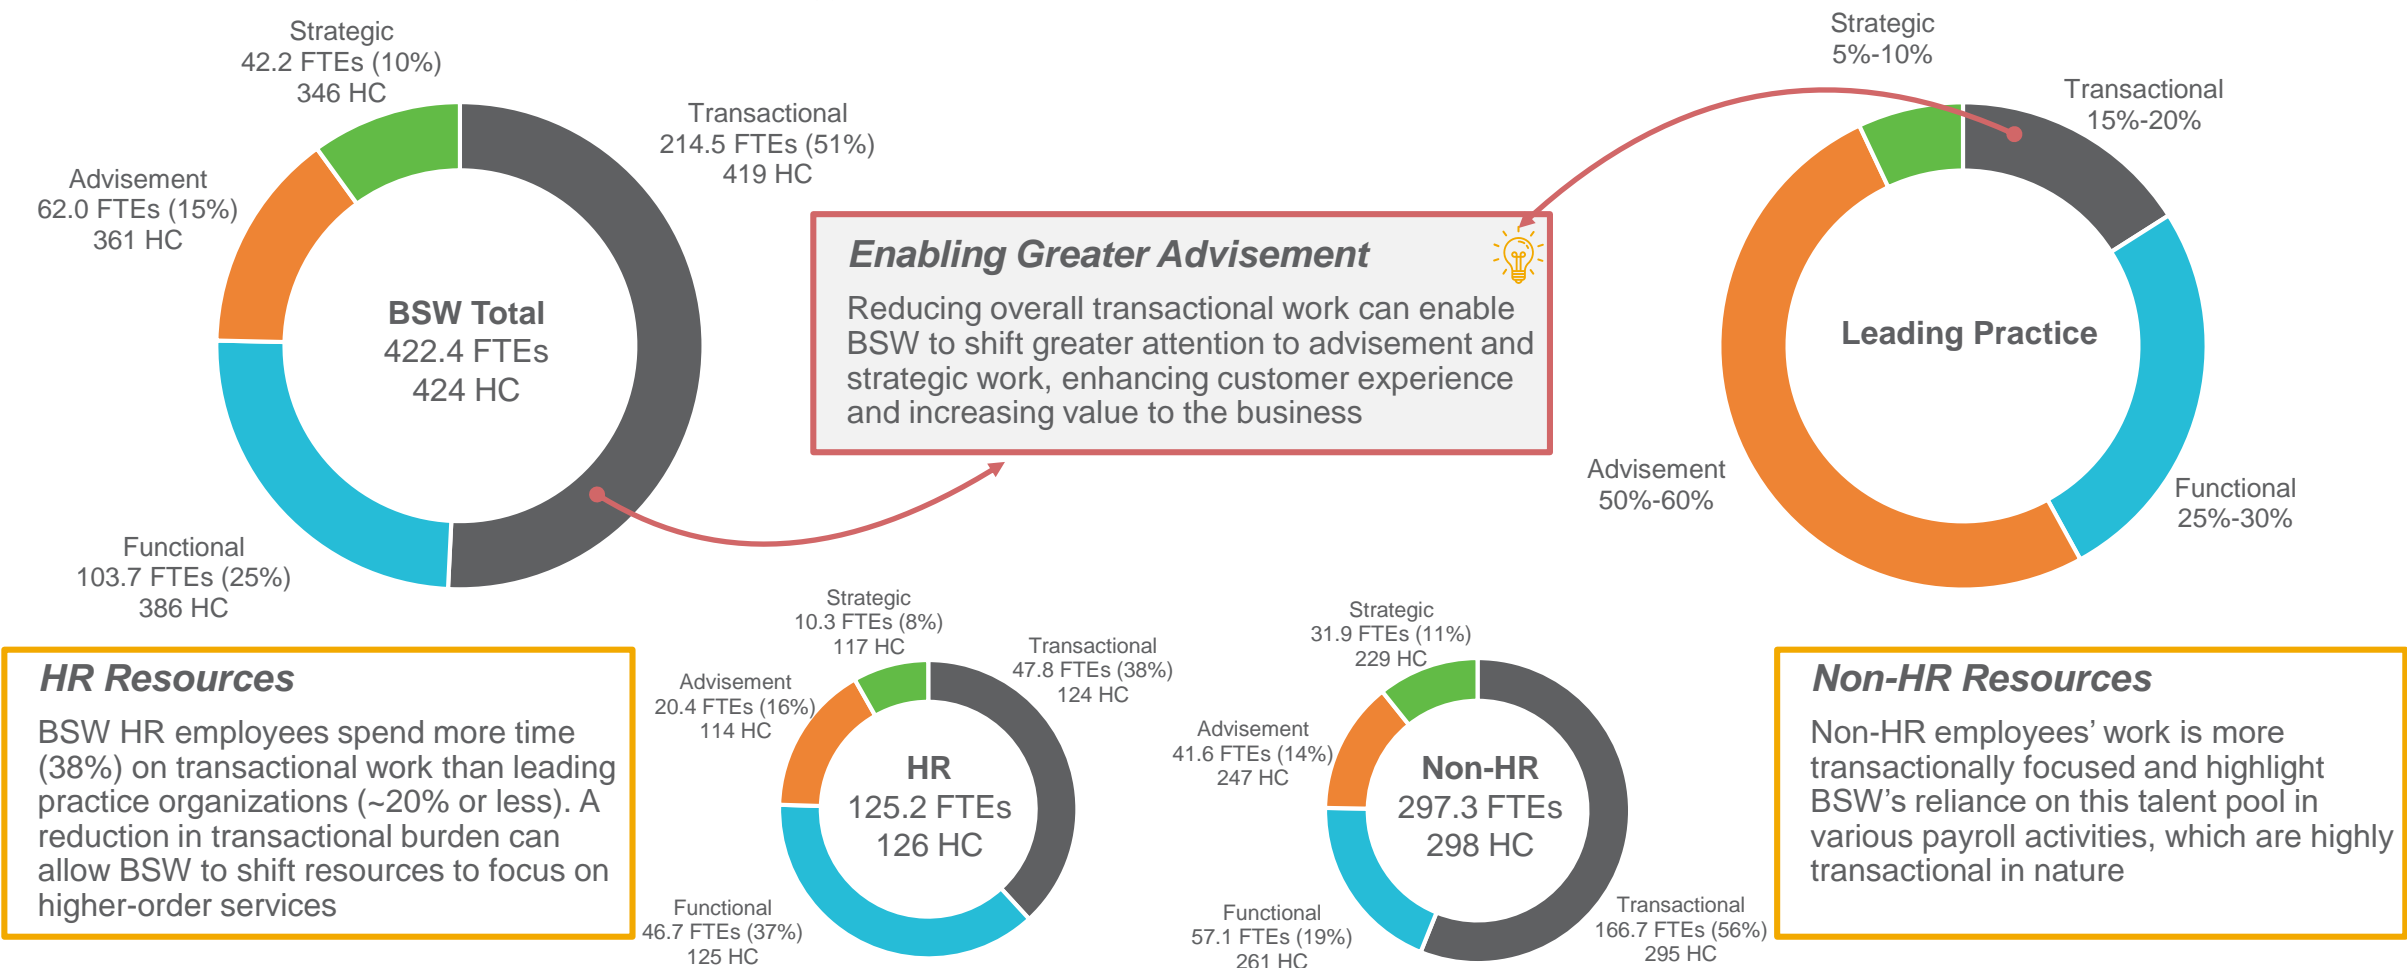 Strategic
42.2 FTEs (10%)
346 HC
Transactional
214.5 FTEs (51%)
419 HC
Advisement
62.0 FTEs (15%)
361 HC
BSW Total
422.4 FTEs
424 HC
Functional
103.7 FTEs (25%)
386 HC
Enabling Greater Advisement
Reducing overall transactional work can enable
BSW to shift greater attention to advisement and
strategic work, enhancing customer experience
and increasing value to the business
Strategic
5%-10%
Transactional
15%-20%
Leading Practice
Advisement
50%-60%
Functional
25%-30%
HR Resources
BSW HR employees spend more time
(38%) on transactional work than leading
practice organizations (~20% or less). A
reduction in transactional burden can
allow BSW to shift resources to focus on
higher-order services
Strategic
10.3 FTEs (8%)
117 HC
Transactional
47.8 FTEs (38%)
124 HC
Advisement
20.4 FTEs (16%)
114 HC
HR
125.2 FTEs
126 HC
Functional
46.7 FTEs (37%)
125 HC
Strategic
31.9 FTEs (11%)
229 HC
Advisement
41.6 FTEs (14%)
247 HC
Non-HR
297.3 FTEs
298 HC
Functional
57.1 FTEs (19%)
261 HC
Transactional
166.7 FTEs (56%)
295 HC
Non-HR Resources
Non-HR employees’ work is more
transactionally focused and highlight
BSW’s reliance on this talent pool in
various payroll activities, which are highly
transactional in nature